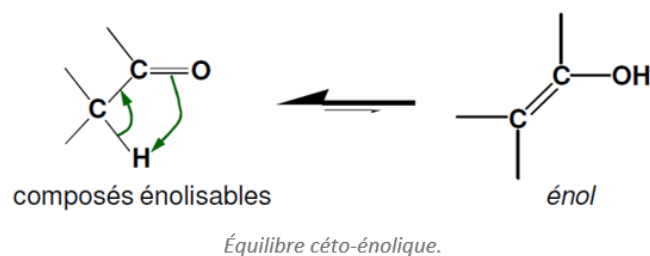 C=O
C
H
C—OH
C
composés énolisables
énol
Équilibre céto-énolique.